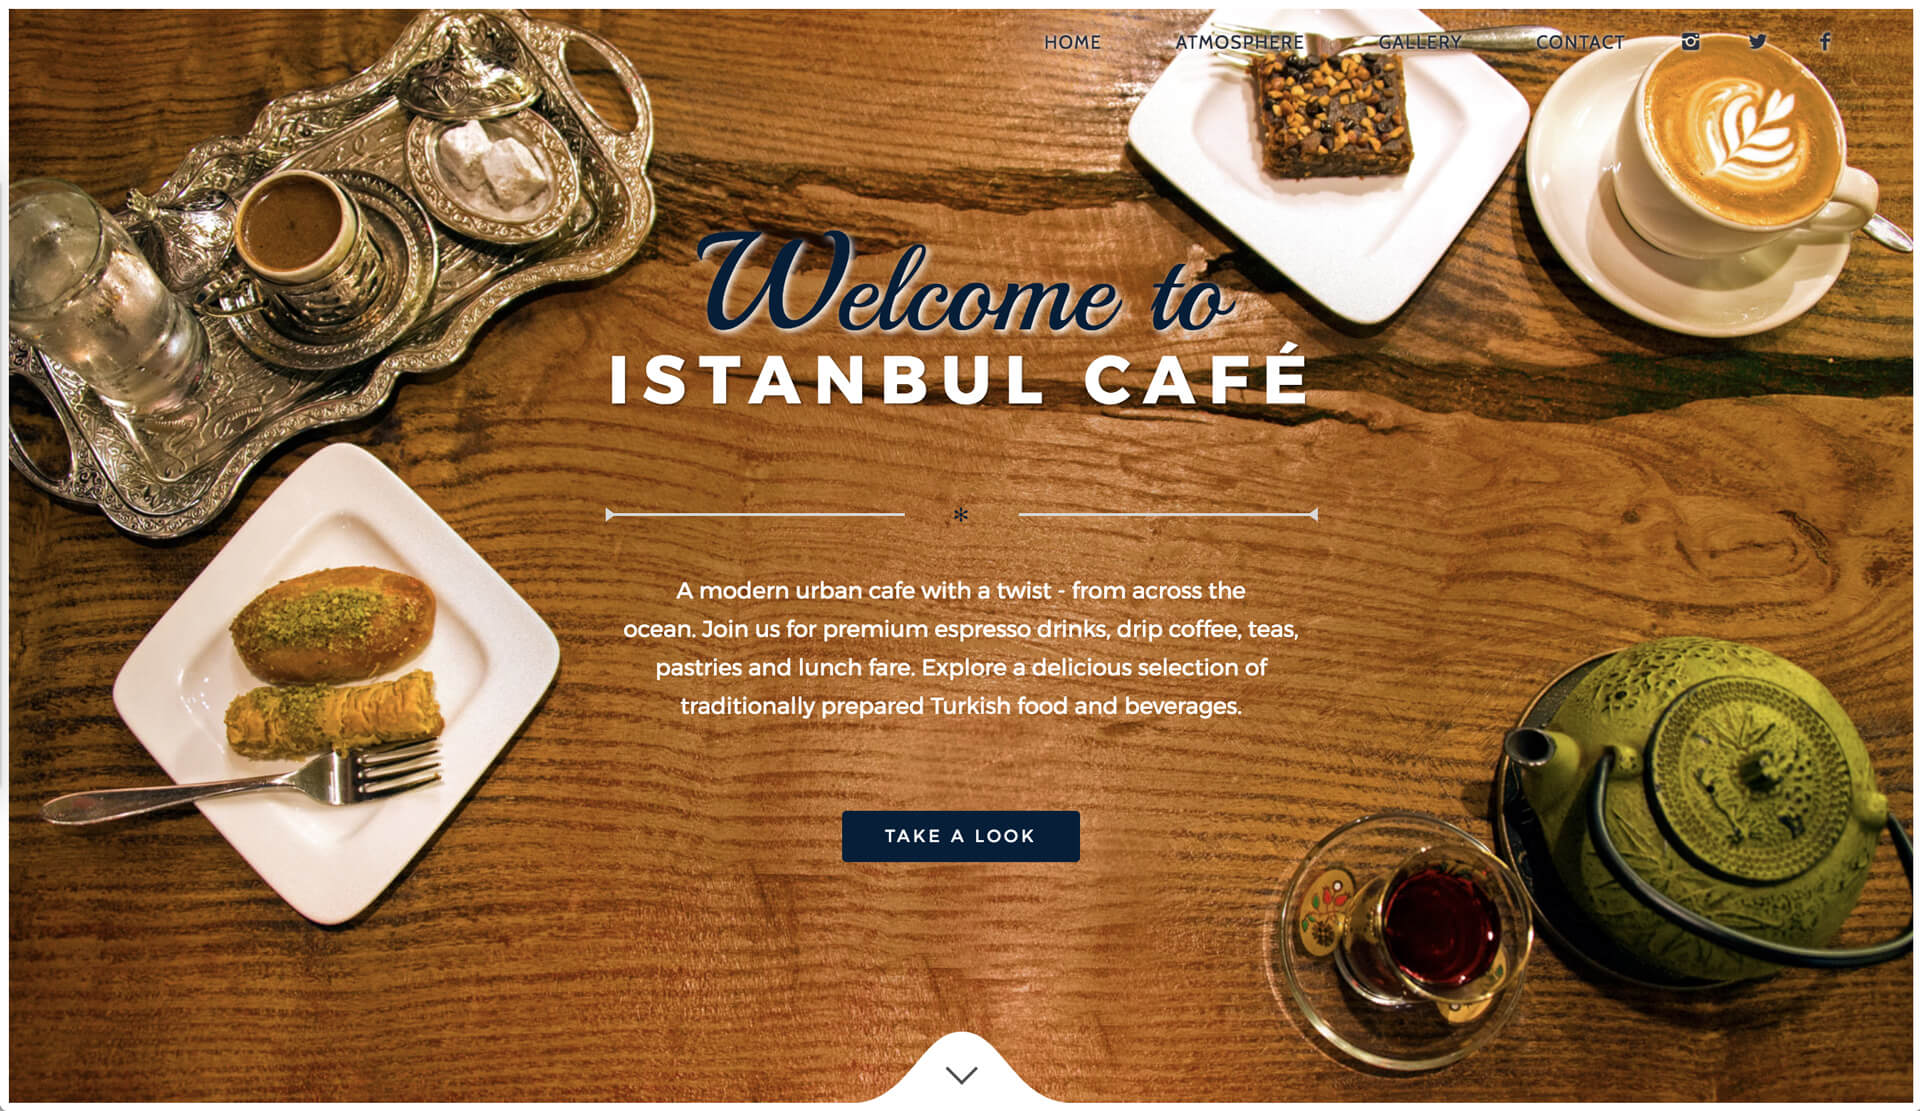 HOME ATMOSPHERE GALLERY CONTACT
Welcome to
ISTANBUL CAFÉ
*
A modern urban cafe with a twist - from across the
ocean. Join us for premium espresso drinks, drip coffee, teas,
pastries and lunch fare. Explore a delicious selection of
traditionally prepared Turkish food and beverages.
TAKE A LOOK